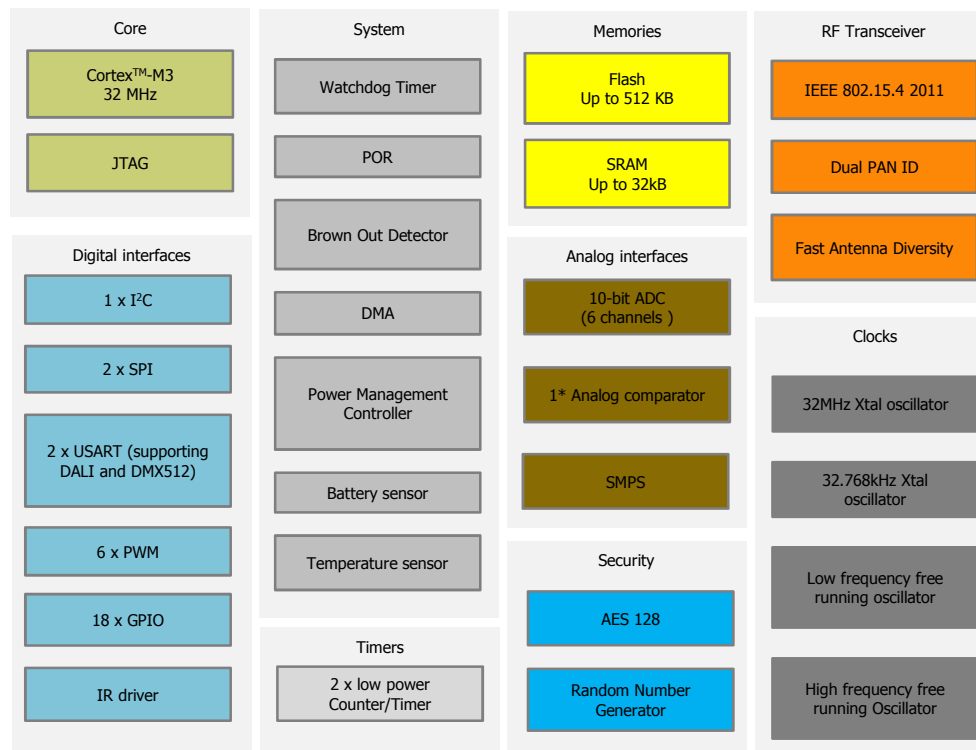 Core
Cortex™-M3
32 MHz
JTAG
Digital interfaces
1 x I²C
2 x SPI
2 x USART (supporting
DALI and DMX512)
6 x PWM
18 x GPIO
IR driver
System
Watchdog Timer
POR
Brown Out Detector
DMA
Power Management
Controller
Battery sensor
Temperature sensor
Timers
2 x low power
Counter/Timer
Memories
Flash
Up to 512 KB
SRAM
Up to 32kB
Analog interfaces
10-bit ADC
(6 channels )
1* Analog comparator
SMPS
Security
AES 128
Random Number
Generator
RF Transceiver
IEEE 802.15.4 2011
Dual PAN ID
Fast Antenna Diversity
Clocks
32MHz Xtal oscillator
32.768kHz Xtal
oscillator
Low frequency free
running oscillator
High frequency free
running Oscillator